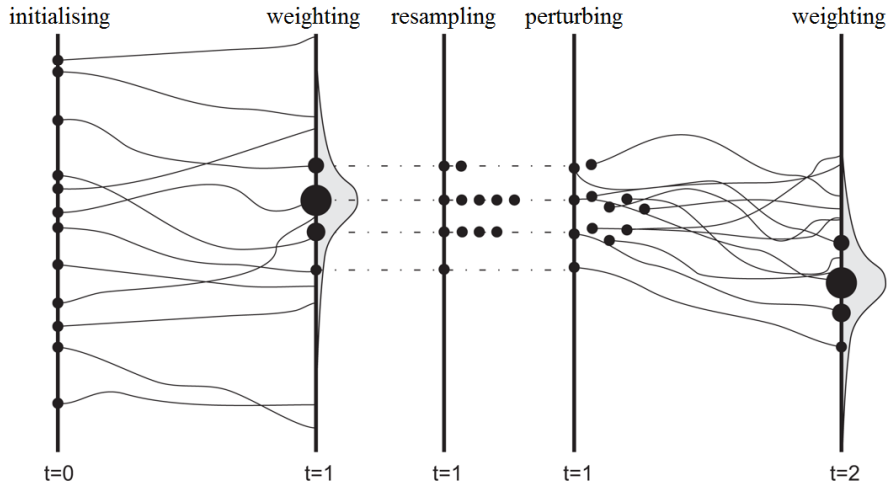 initialising weighting resampling perturbing weighting
t=0 t=1 t=1 t=1 t=2